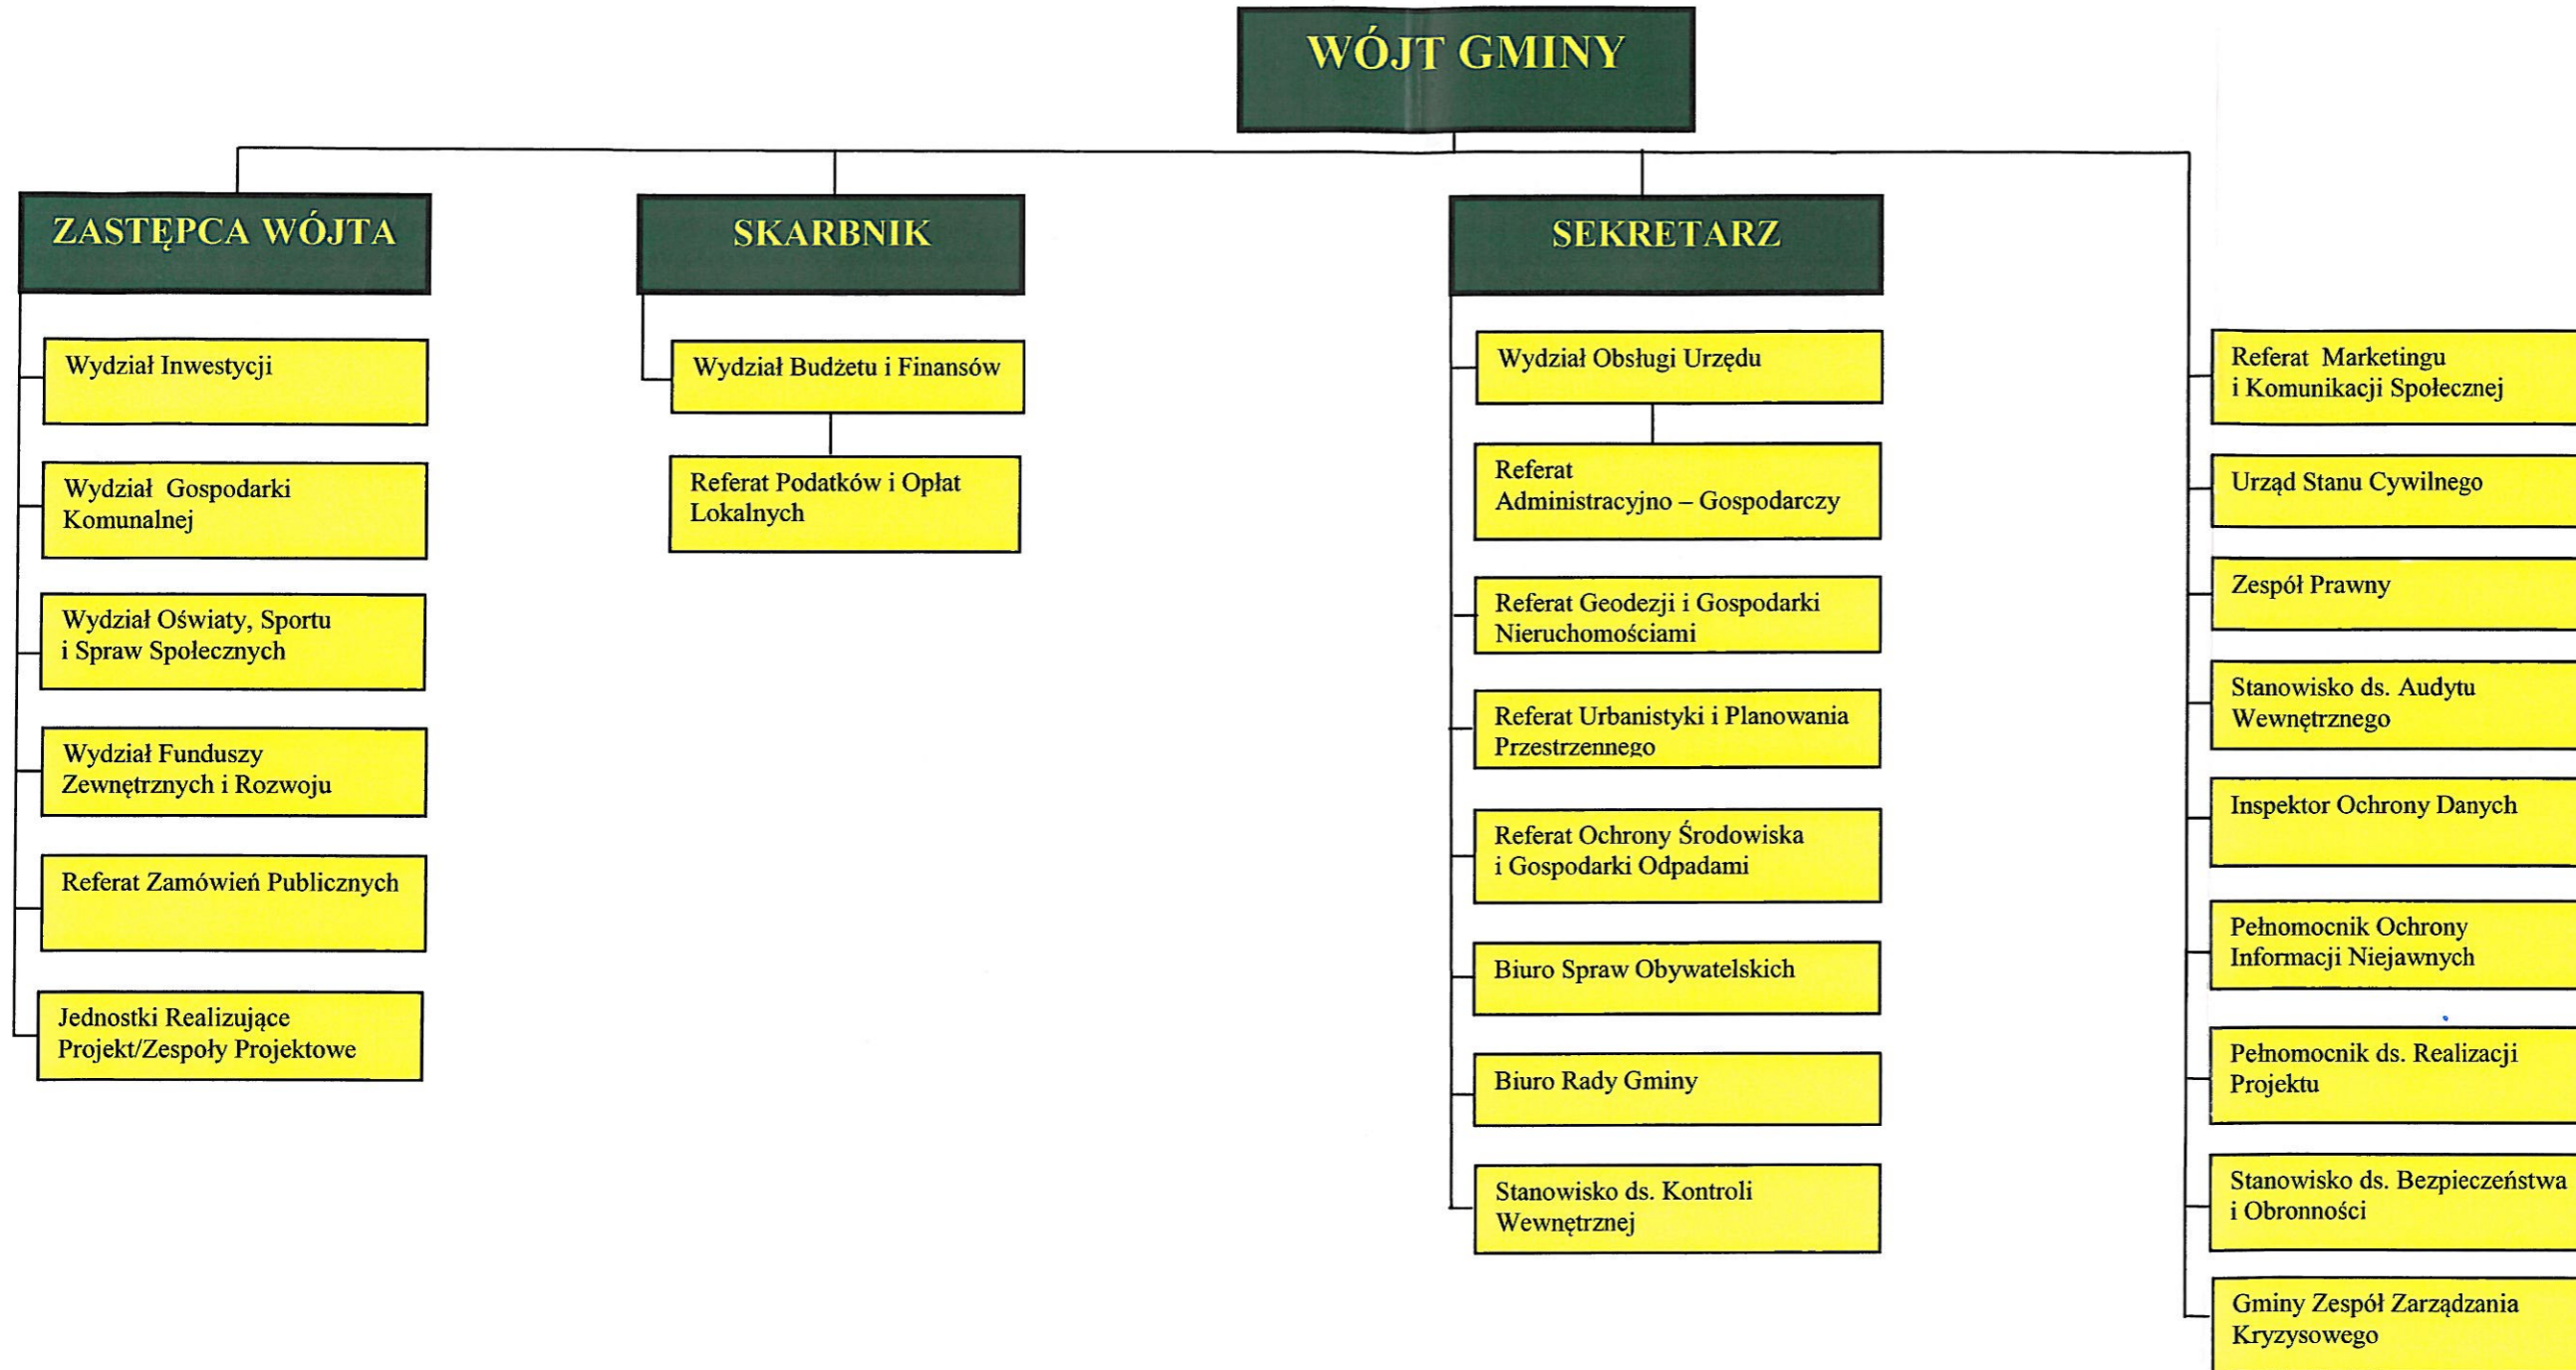 WÓJT GMINY
ZASTĘPCA WÓJTA
Wydział Inwestycji
Wydział Gospodarki
Komunalnej
Wydział Oświaty, Sportu
i Spraw Społecznych
Wydział Funduszy
Zewnętrznych i Rozwoju
Referat Zamówień Publicznych
Jednostki Realizujące
Projekt/Zespoły Projektowe
SKARBNIK
Wydział Budżetu i Finansów
Referat Podatków i Opłat
Lokalnych
SEKRETARZ
Wydział Obsługi Urzędu
Referat
Administracyjno – Gospodarczy
Referat Geodezji i Gospodarki
Nieruchomościami
Referat Urbanistyki i Planowania
Przestrzennego
Referat Ochrony Środowiska
i Gospodarki Odpadami
Biuro Spraw Obywatelskich
Biuro Rady Gminy
Stanowisko ds. Kontroli
Wewnętrznej
Referat Marketingu
i Komunikacji Społecznej
Urząd Stanu Cywilnego
Zespół Prawny
Stanowisko ds. Audytu
Wewnętrznego
Inspektor Ochrony Danych
Pełnomocnik Ochrony
Informacji Niejawnych
Pełnomocnik ds. Realizacji
Projektu
Stanowisko ds. Bezpieczeństwa
i Obronności
Gminy Zespół Zarządzania
Kryzysowego